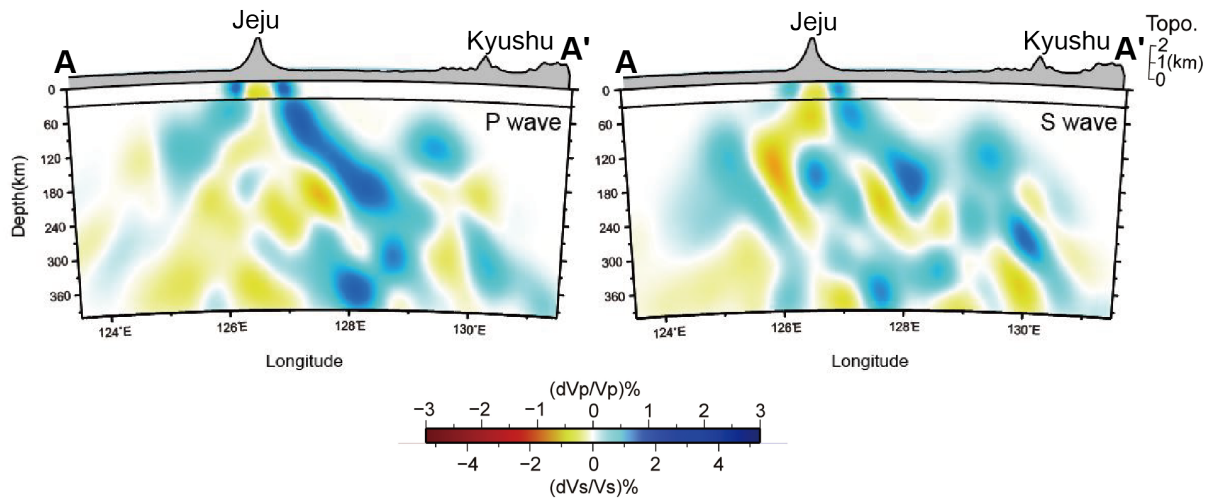 Jeju
Kyushu
A
A'
P wave
0
60
120
180
240
300
360
Depth(km)
124°E
126°E
128°E
130°E
Longitude
Jeju
Kyushu
A
A'
Topo.
2
1(km)
0
S wave
0
60
120
180
240
300
360
124°E
126°E
128°E
130°E
Longitude
(dVp/Vp)%
−3 −2 −1 0 1 2 3
−4 −2 0 2 4
(dVs/Vs)%